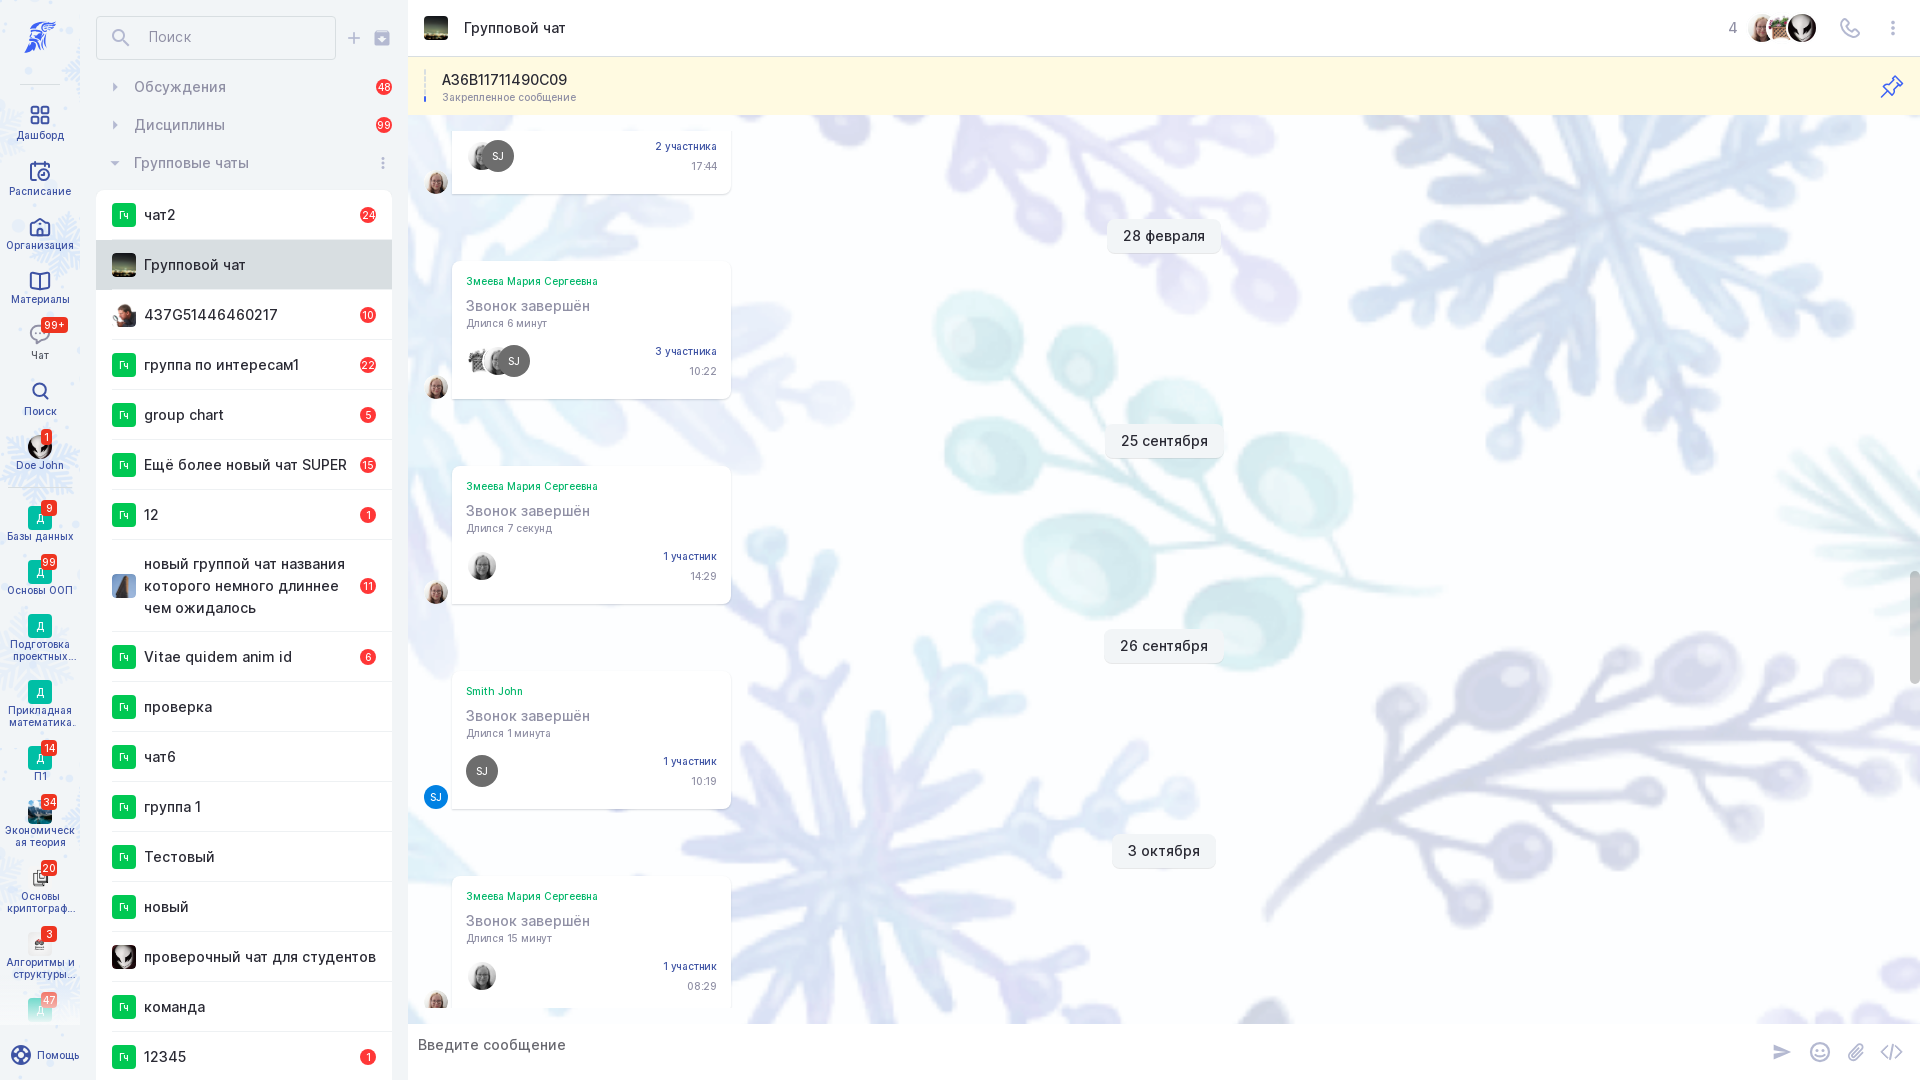 Дашборд
Расписание
Организация
Материалы
99+
Чат
Поиск
1
Doe John
9
Д
Базы данных
99
Д
Основы ООП
Д
Подготовка
проектных...
Д
Прикладная
математика..
14
Д
П1
34
Экономическ
ая теория
20
Основы
криптограф...
3
Алгоритмы и
структуры...
47
Д
Помощь
Поиск
Обсуждения
48
Дисциплины
99
Групповые чаты
Гч
чат2
24
Групповой чат
437G51446460217
10
Гч
группа по интересам1
22
Гч
group chart
5
Гч
Ещё более новый чат SUPER
15
Гч
12
1
новый группой чат названия
которого немного длиннее
чем ожидалось
11
Гч
Vitae quidem anim id
6
Гч
проверка
Гч
чат6
Гч
группа 1
Гч
Тестовый
Гч
новый
проверочный чат для студентов
Гч
команда
Гч
12345
1
Групповой чат
4
A36B11711490C09
Закрепленное сообщение
SJ
2 участника
17:44
28 февраля
Змеева Мария Сергеевна
Звонок завершён
Длился 6 минут
SJ
3 участника
10:22
25 сентября
Змеева Мария Сергеевна
Звонок завершён
Длился 7 секунд
1 участник
14:29
26 сентября
Smith John
Звонок завершён
Длился 1 минута
SJ
1 участник
10:19
SJ
3 октября
Змеева Мария Сергеевна
Звонок завершён
Длился 15 минут
1 участник
08:29
Введите сообщение